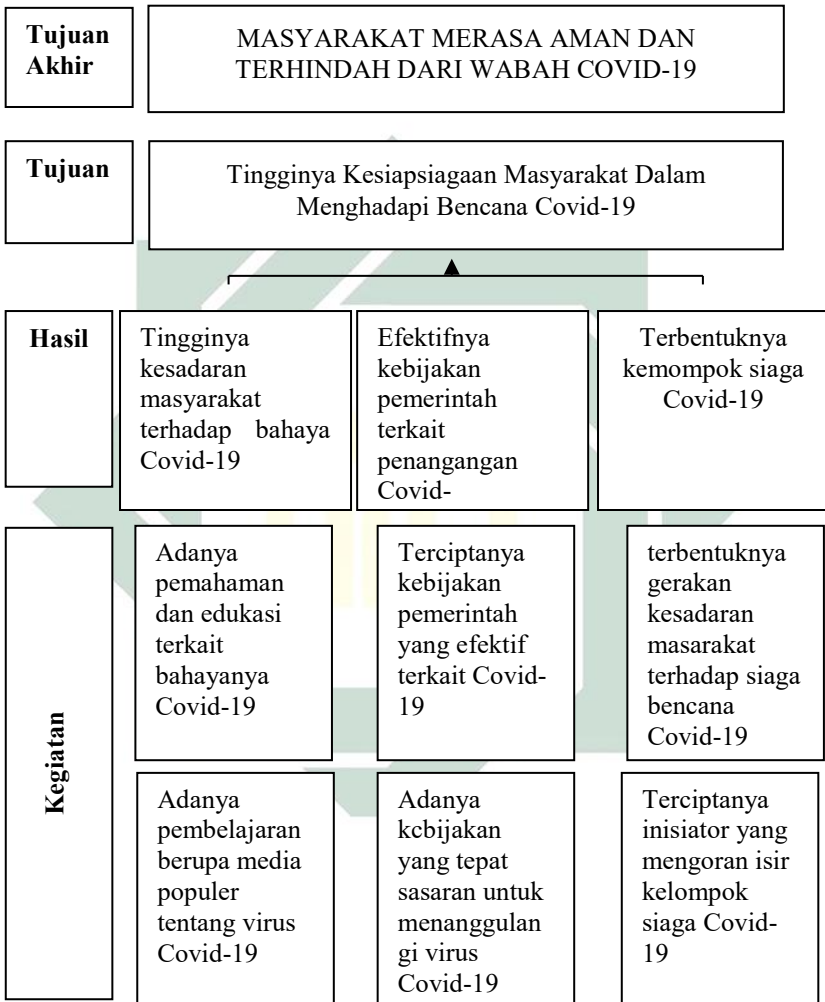 Tujuan
Akhir
MASYARAKAT MERASA AMAN DAN
TERHINDAH DARI WABAH COVID-19
Tujuan
Tingginya Kesiapsiagaan Masyarakat Dalam
Menghadapi Bencana Covid-19
Hasil
Tingginya
kesadaran
masyarakat
terhadap bahaya
Covid-19
Efektifnya
kebijakan
pemerintah
terkait
penangangan
Covid-
Terbentuknya
kemompok siaga
Covid-19
Kegiatan
Adanya
pemahaman
dan edukasi
terkait
bahayanya
Covid-19
Terciptanya
kebijakan
pemerintah
yang efektif
terkait Covid-
19
terbentuknya
gerakan
kesadaran
masarakat
terhadap siaga
bencana
Covid-19
Adanya
pembelajaran
berupa media
populer
tentang virus
Covid-19
Adanya
kcbijakan
yang tepat
sasaran untuk
menanggulan
gi virus
Covid-19
Terciptanya
inisiator yang
mengoran isir
kelompok
siaga Covid-
19